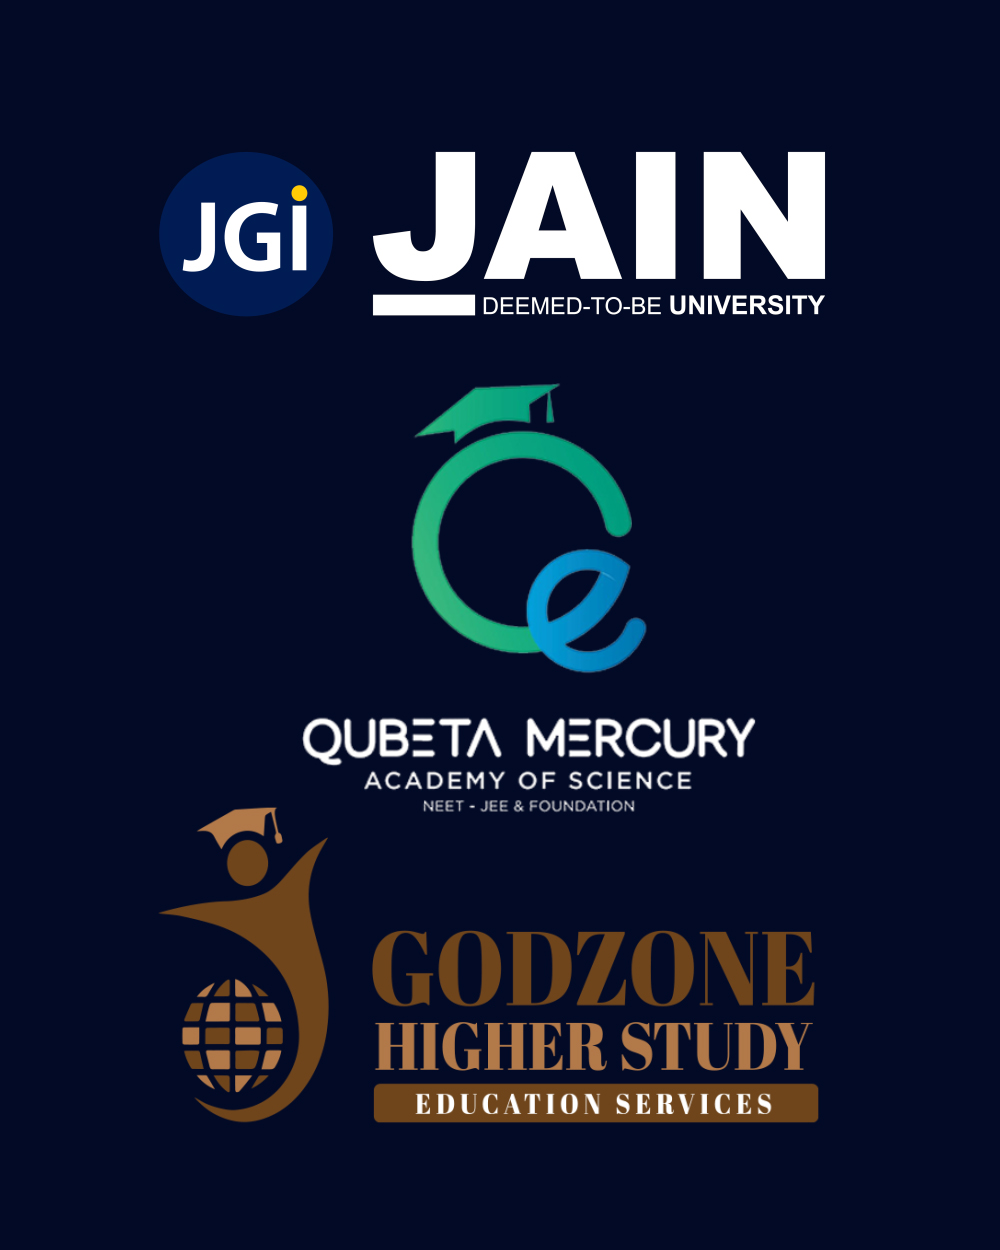 JGi
JAIN
DEEMED-TO-BE UNIVERSITY
QUBETA MERCURY
ACADEMY OF SCIENCE
NEET - JEE & FOUNDATION
GODZONE
HIGHER STUDY
EDUCATION SERVICES